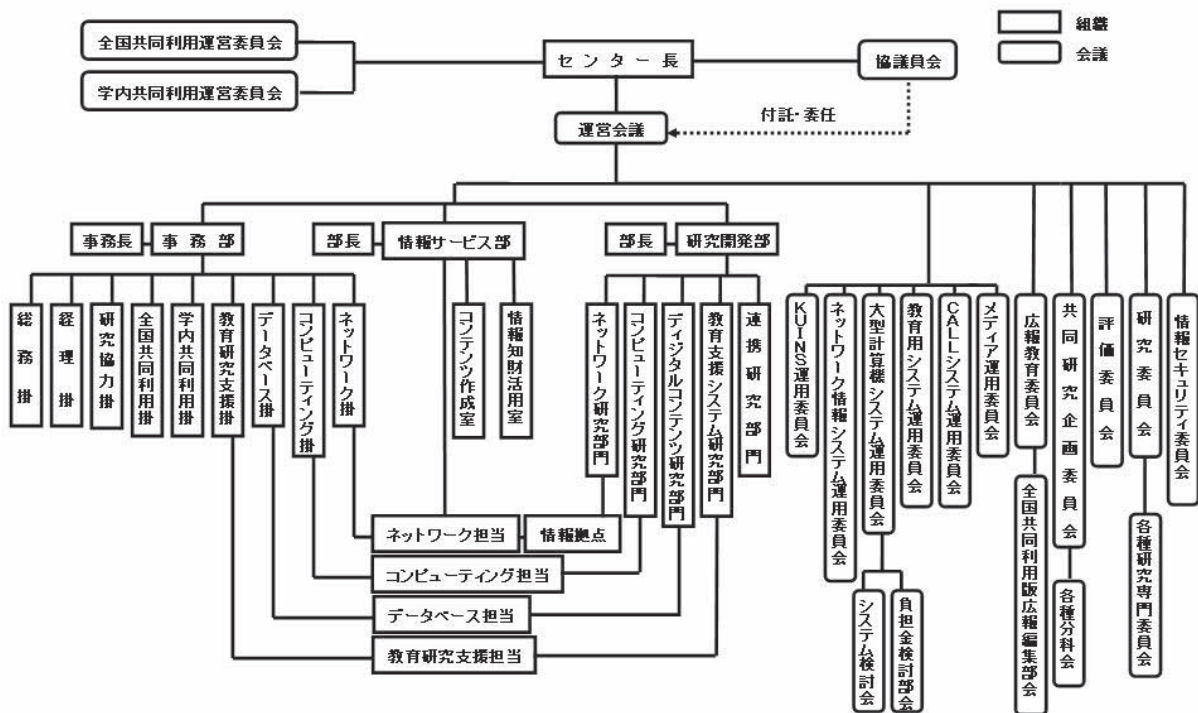 組織
会議
全国共同利用運営委員会
学内共同利用運営委員会
センター長
協議員会
付託・委任
運営会議
事務長
事務部
部長
情報サービス部
部長
研究開発部
総務掛
経理掛
研究協力掛
全国共同利用掛
学内共同利用掛
教育研究支援掛
データベース掛
コンピューティング掛
ネットワーク掛
コンテンツ作成室
情報知財活用室
ネットワーク研究部門
コンピューティング研究部門
ディジタルコンテンツ研究部門
教育支援システム研究部門
連携研究部門
KUINS運用委員会
ネットワーク情報システム運用委員会
大型計算機システム運用委員会
教育用システム運用委員会
CALLシステム運用委員会
メディア運用委員会
広報教育委員会
共同研究企画委員会
評価委員会
研究委員会
情報セキュリティ委員会
ネットワーク担当
情報拠点
コンピューティング担当
データベース担当
教育研究支援担当
システム検討会
負担金検討部会
全国共同利用版広報編集部会
各種分科会
各種研究専門委員会